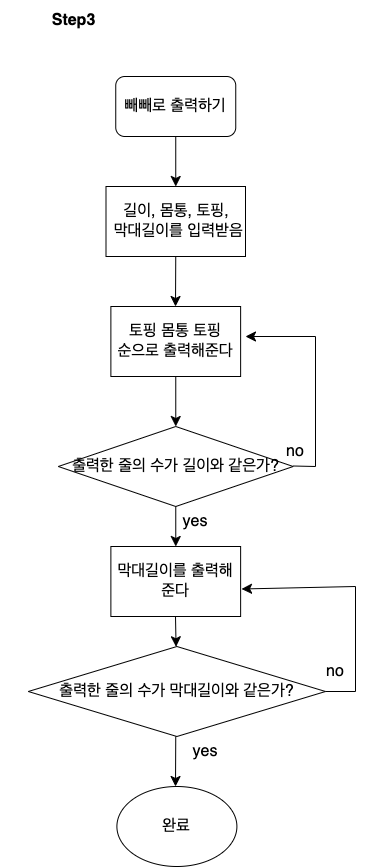 Step3
빼빼로 출력하기
길이, 몸통, 토핑,
막대길이를 입력받음
토핑 몸통 토핑
순으로 출력해준다
출력한 줄의 수가 길이와 같은가?
no
yes
막대길이를 출력해
준다
no
출력한 줄의 수가 막대길이와 같은가?
yes
완료